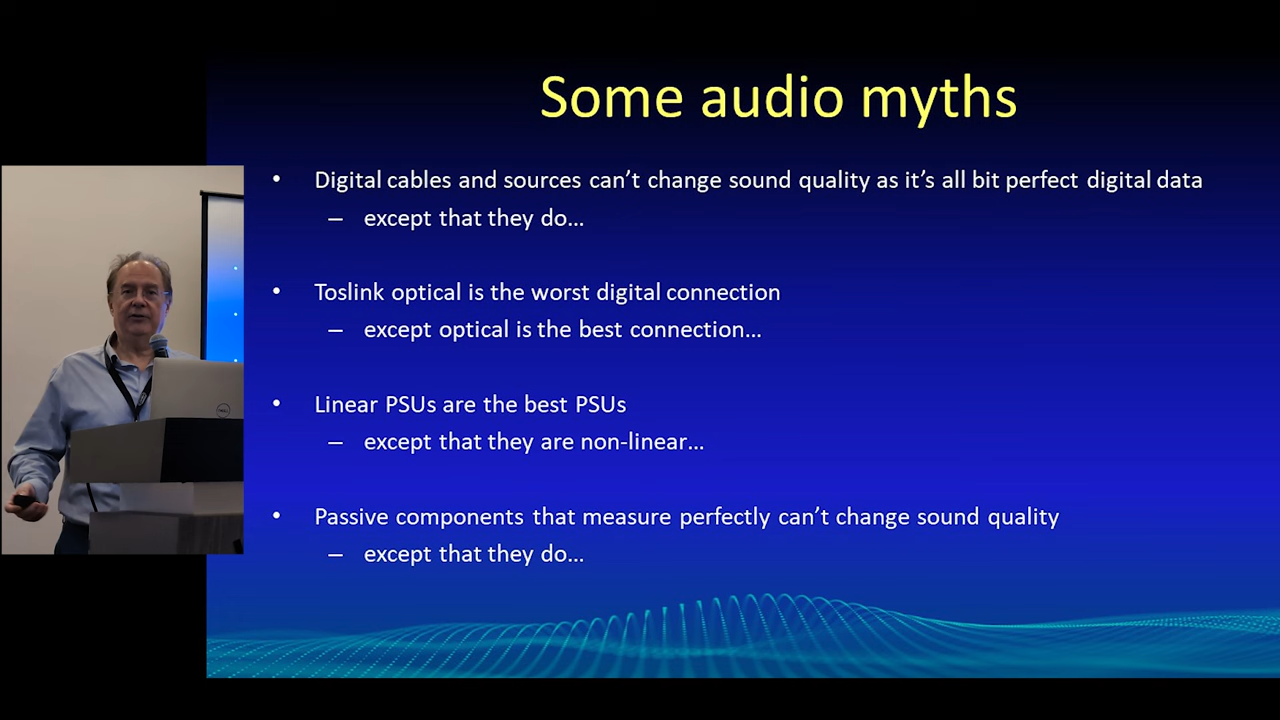 Some audio myths
• Digital cables and sources can’t change sound quality as it’s all bit perfect digital data
– except that they do...
• Toslink optical is the worst digital connection
– except optical is the best connection...
• Linear PSUs are the best PSUs
– except that they are non-linear...
• Passive components that measure perfectly can’t change sound quality
– except that they do...
DELL